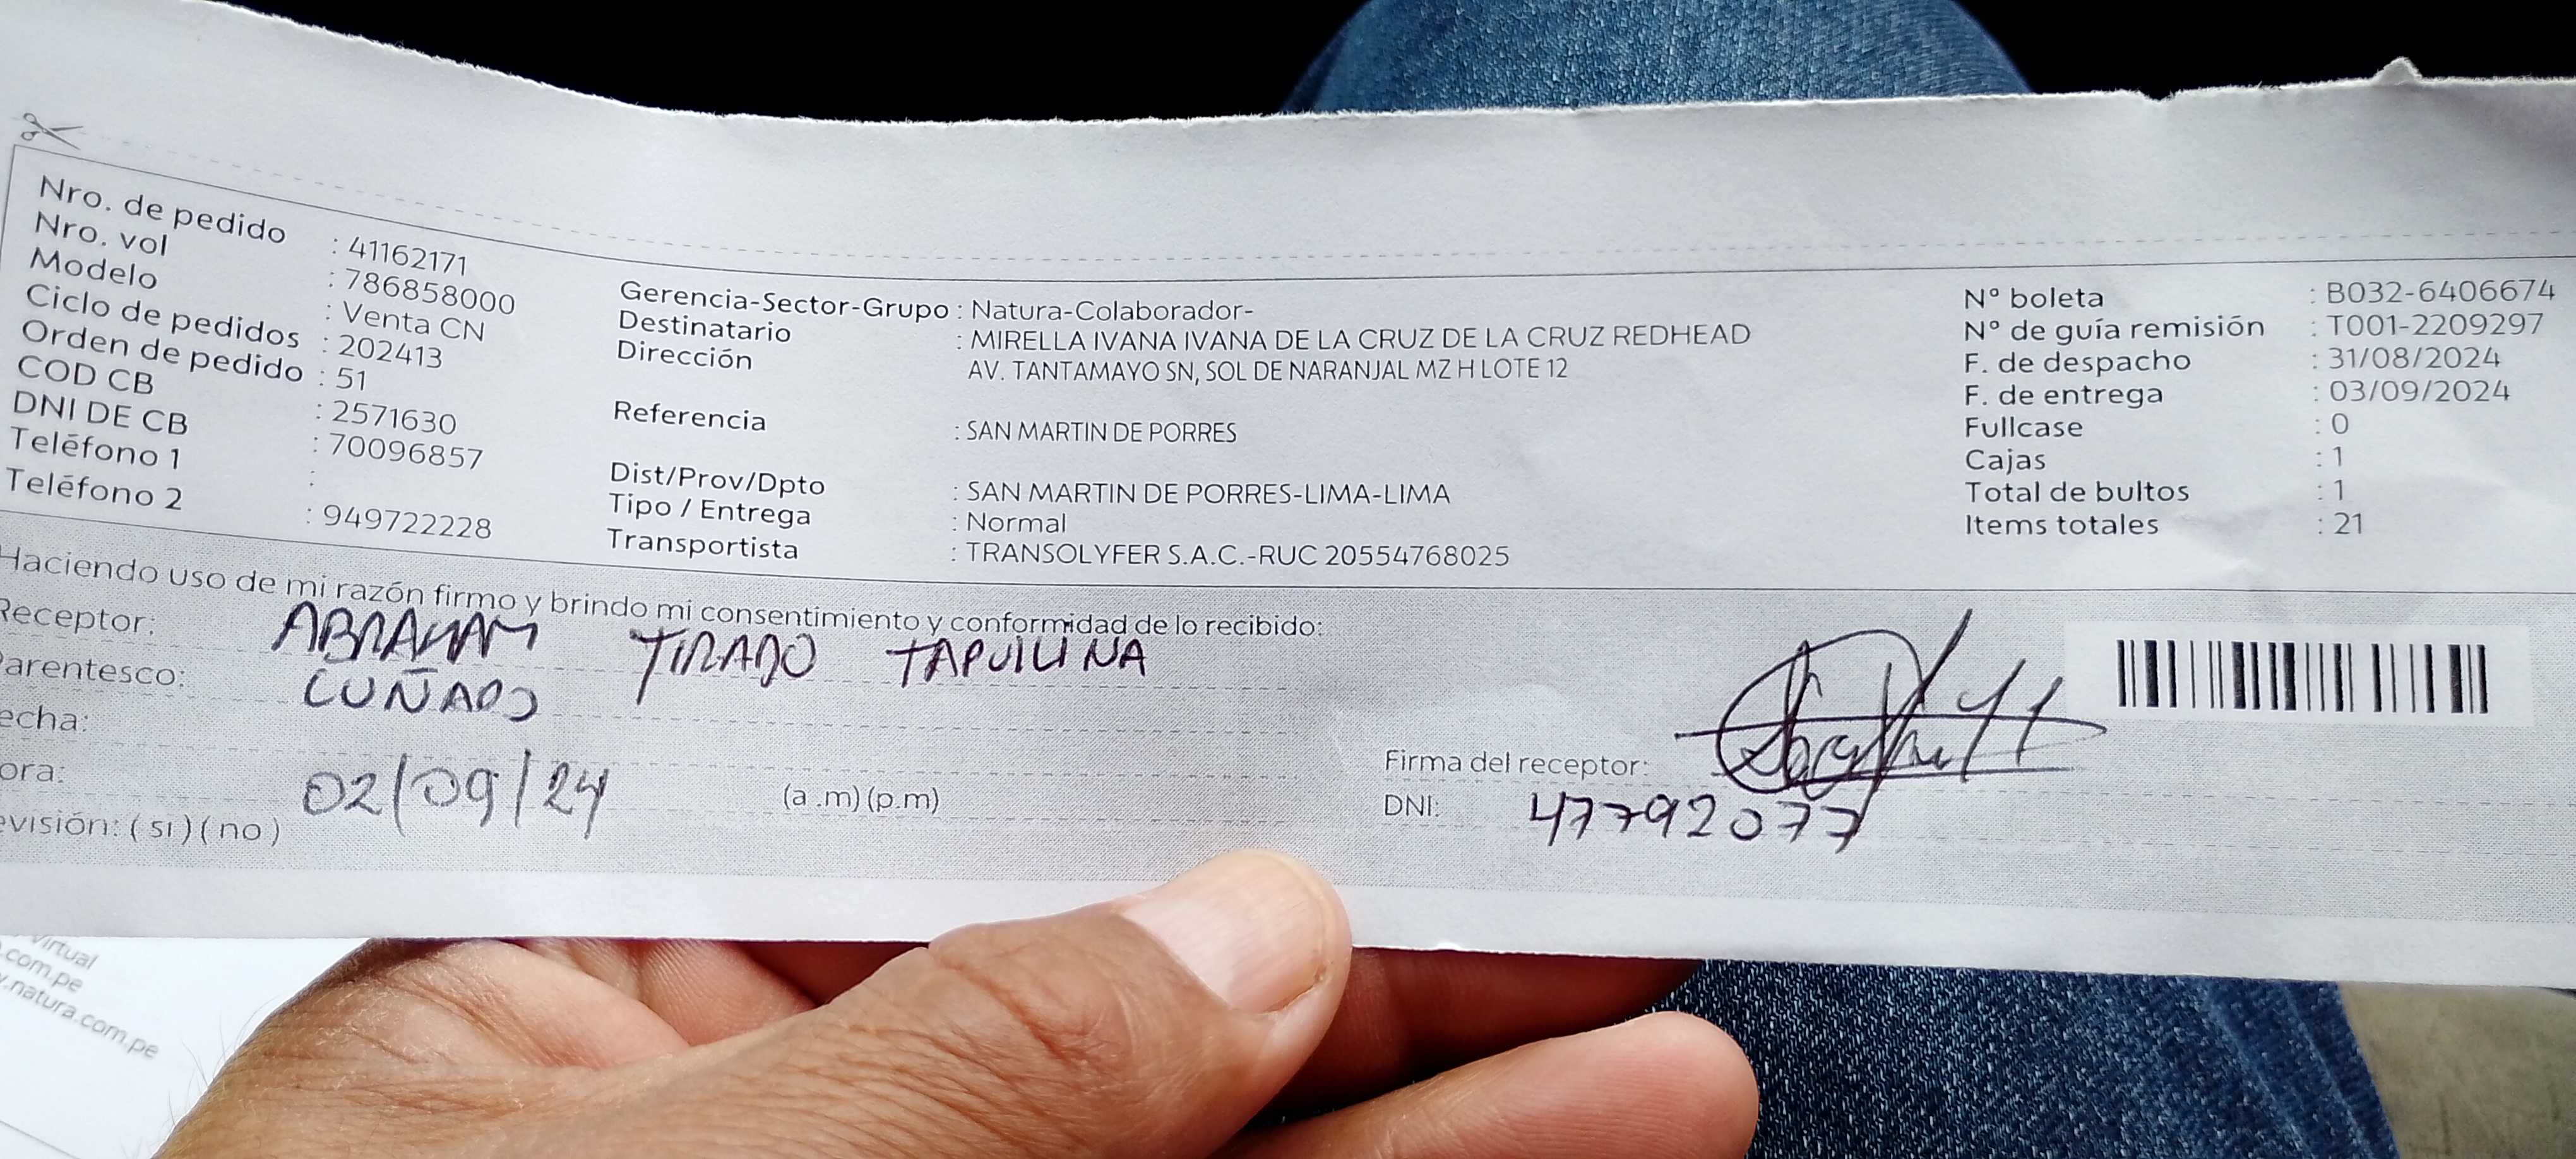 Nro. de pedido : 41162171
Nro. vol : 786858000
Modelo : Venta CN
Ciclo de pedidos : 202413
Orden de pedido : 51
COD CB : 2571630
DNI DE CB : 70096857
Teléfono 1 :
Teléfono 2 : 949722228
Gerencia-Sector-Grupo : Natura-Colaborador-
Destinatario : MIRELLA IVANA IVANA DE LA CRUZ DE LA CRUZ REDHEAD
Dirección AV. TANTAMAYO SN, SOL DE NARANJAL MZ H LOTE 12
Referencia : SAN MARTIN DE PORRES
Dist/Prov/Dpto : SAN MARTIN DE PORRES-LIMA-LIMA
Tipo / Entrega : Normal
Transportista : TRANSOLYFER S.A.C.-RUC 20554768025
N° boleta : B032-6406674
N° de guía remisión : T001-2209297
F. de despacho : 31/08/2024
F. de entrega : 03/09/2024
Fullcase : 0
Cajas : 1
Total de bultos : 1
Items totales : 21
Haciendo uso de mi razón firmo y brindo mi consentimiento y conformidad de lo recibido:
Receptor: ABRAHAM TIRADO
Parentesco: CUÑADO
echa: 02/09/24
ora: (a.m) (p.m)
evisión: ( si ) ( no )
Firma del receptor:
DNI: 47792077
virtual
.com.pe
.natura.com.pe